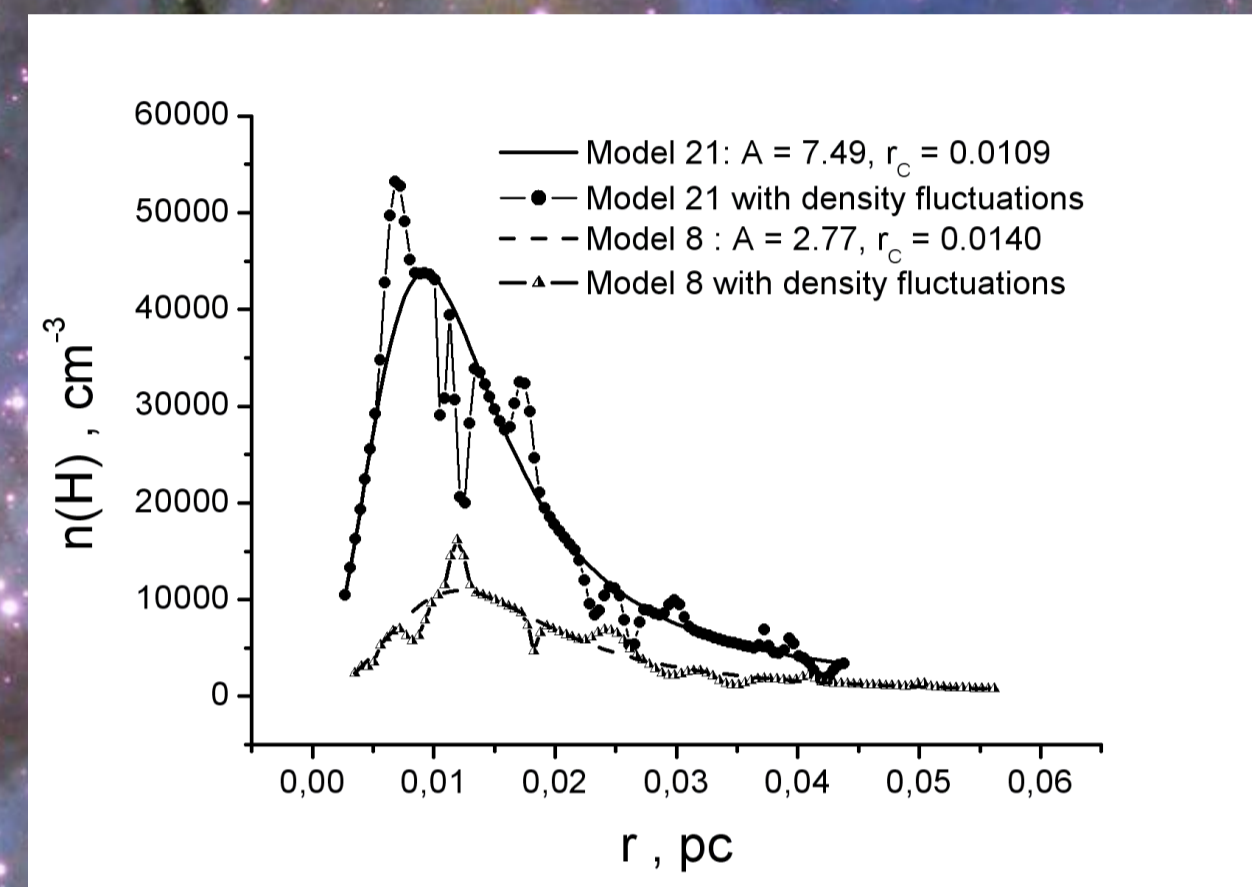 60000
50000
40000
30000
20000
10000
0
n(H) , cm⁻³
Model 21: A = 7.49, r_C = 0.0109
Model 21 with density fluctuations
Model 8 : A = 2.77, r_C = 0.0140
Model 8 with density fluctuations
0,00 0,01 0,02 0,03 0,04 0,05 0,06
r , pc